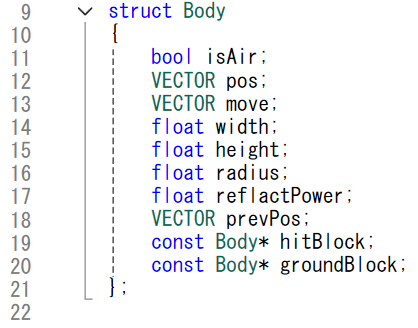 9 struct Body
10 {
11 bool isAir;
12 VECTOR pos;
13 VECTOR move;
14 float width;
15 float height;
16 float radius;
17 float reflactPower;
18 VECTOR prevPos;
19 const Body* hitBlock;
20 const Body* groundBlock;
21 };
22